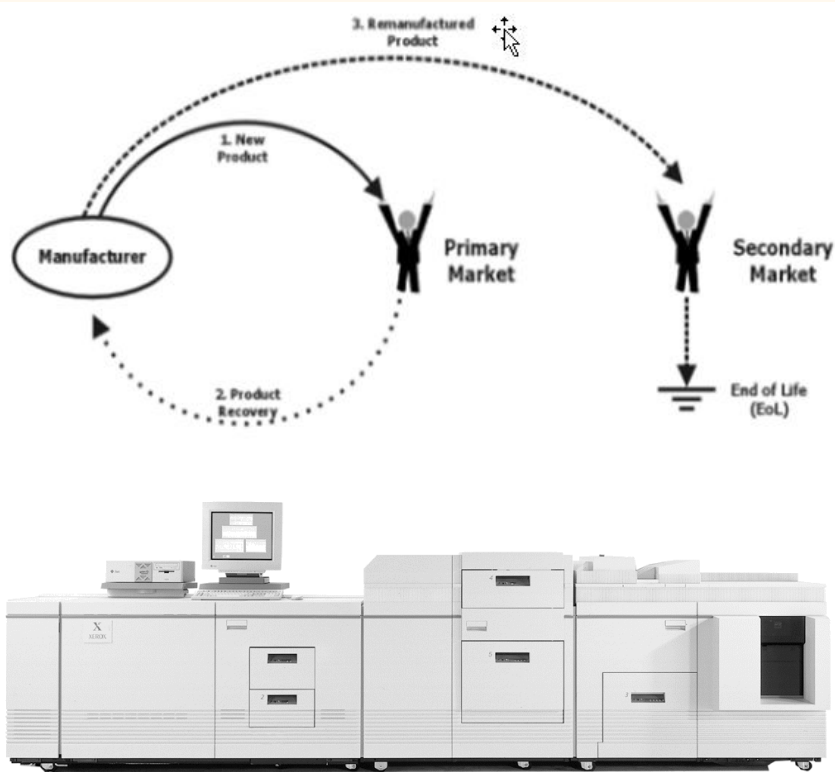 3. Remanufactured
Product
1. New
Product
Manufacturer
Primary
Market
Secondary
Market
2. Product
Recovery
End of Life
(EoL)
X